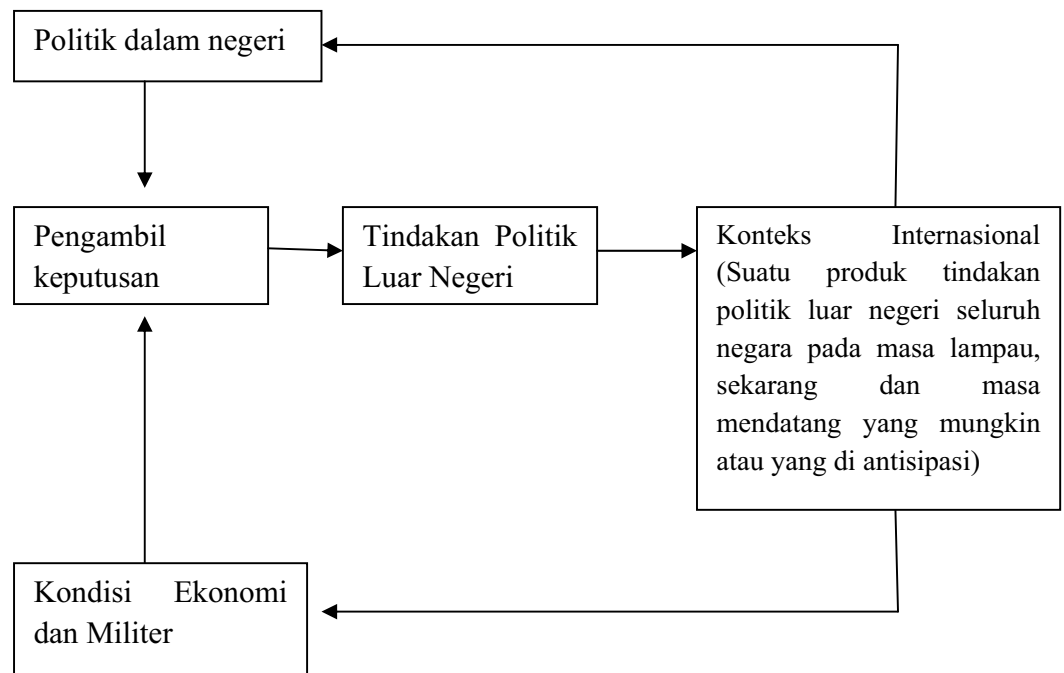 Politik dalam negeri
Pengambil
keputusan
Tindakan Politik
Luar Negeri
Konteks Internasional
(Suatu produk tindakan
politik luar negeri seluruh
negara pada masa lampau,
sekarang dan masa
mendatang yang mungkin
atau yang di antisipasi)
Kondisi Ekonomi
dan Militer